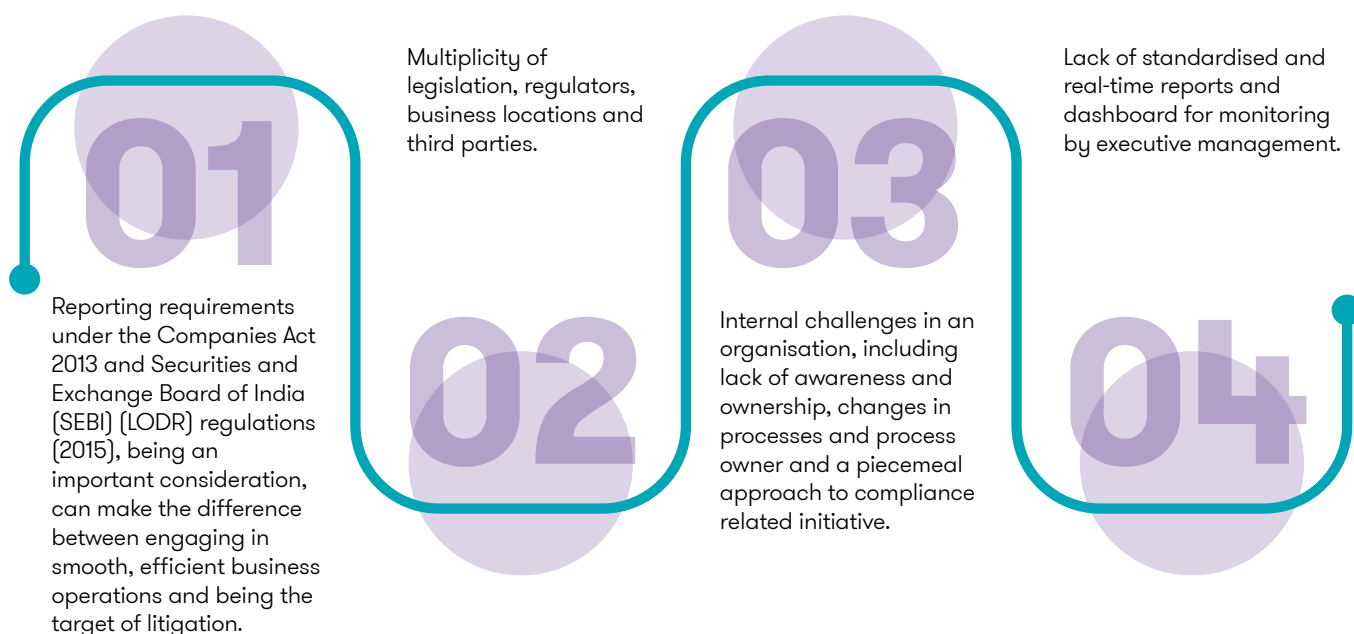 01
Reporting requirements
under the Companies Act
2013 and Securities and
Exchange Board of India
(SEBI) (LODR) regulations
(2015), being an
important consideration,
can make the difference
between engaging in
smooth, efficient business
operations and being the
target of litigation.
Multiplicity of
legislation, regulators,
business locations and
third parties.
02
03
Internal challenges in an
organisation, including
lack of awareness and
ownership, changes in
processes and process
owner and a piecemeal
approach to compliance
related initiative.
Lack of standardised and
real-time reports and
dashboard for monitoring
by executive management.
04